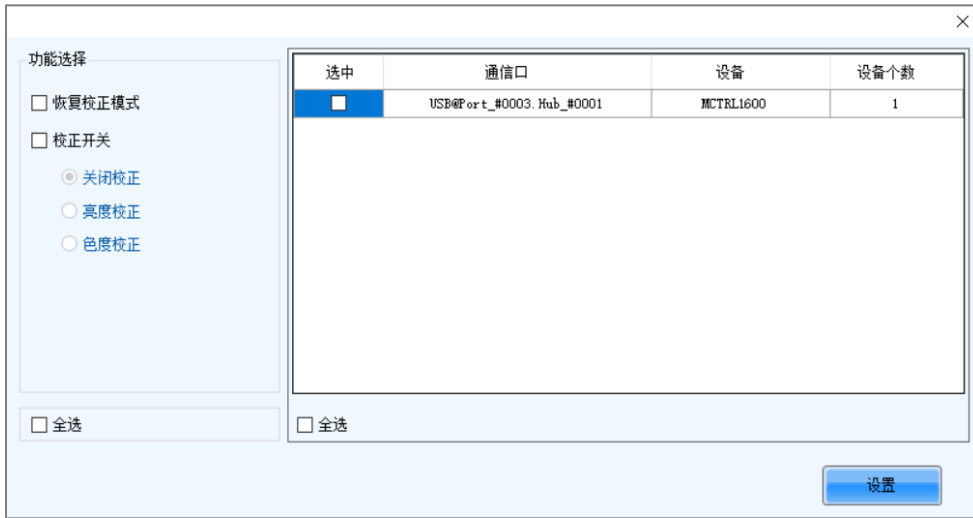 功能选择
恢复校正模式
校正开关
关闭校正
亮度校正
色度校正
全选
选中 通信口 设备 设备个数
USB@Port_#0003.Hub_#0001 MCTRL1600 1
全选
设置